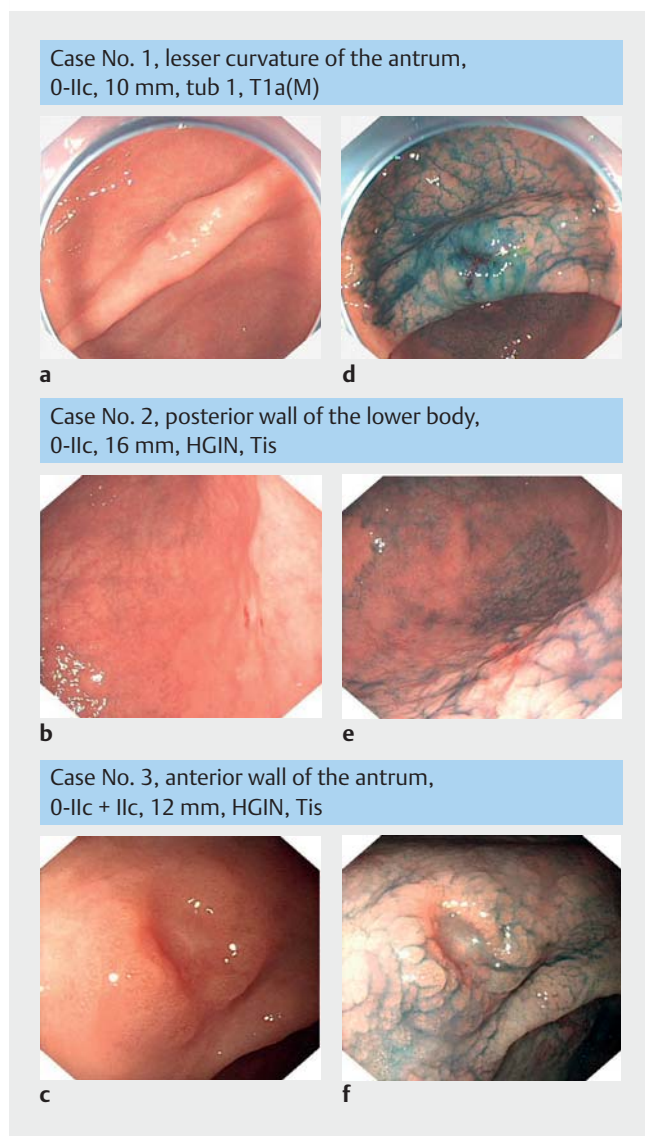 Case No. 1, lesser curvature of the antrum,
0-IIc, 10 mm, tub 1, T1a(M)
a
d
Case No. 2, posterior wall of the lower body,
0-IIc, 16 mm, HGIN, Tis
b
e
Case No. 3, anterior wall of the antrum,
0-IIc + IIc, 12 mm, HGIN, Tis
c
f